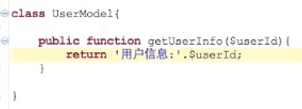 class UserModel{
public function getUserInfo($userId){
return '用户信息:'.$userId;
}
}